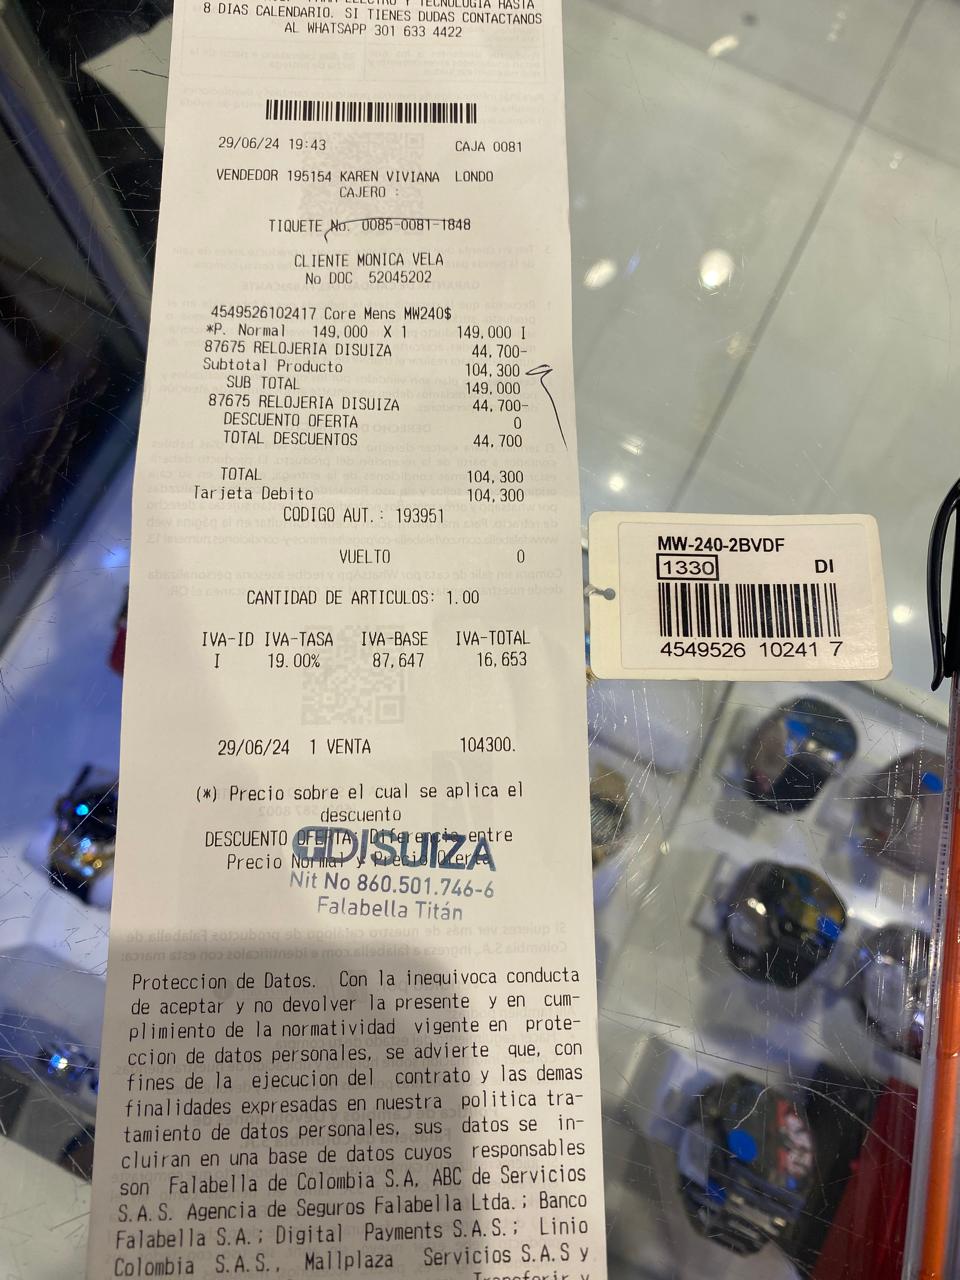 8 DIAS CALENDARIO. SI TIENES DUDAS CONTACTANOS
AL WHATSAPP 301 633 4422
29/06/24 19:43 CAJA 0081
VENDEDOR 195154 KAREN VIVIANA LONDO
CAJERO :
TIQUETE No. 0085-0081-1848
CLIENTE MONICA VELA
No DOC 52045202
4549526102417 Core Mens MW240$
*P. Normal 149,000 X 1 149,000 I
87675 RELOJERIA DISUIZA 44,700-
Subtotal Producto 104,300
SUB TOTAL 149,000
87675 RELOJERIA DISUIZA 44,700-
DESCUENTO OFERTA 0
TOTAL DESCUENTOS 44,700
TOTAL 104,300
Tarjeta Debito 104,300
CODIGO AUT.: 193951
VUELTO 0
CANTIDAD DE ARTICULOS: 1.00
IVA-ID IVA-TASA IVA-BASE IVA-TOTAL
I 19.00% 87,647 16,653
29/06/24 1 VENTA 104300.
(*) Precio sobre el cual se aplica el
descuento
DESCUENTO OFERTA: Diferencia entre
Precio Normal y Precio Oferta
DISUIZA
Nit No 860.501.746-6
Falabella Titán
Proteccion de Datos. Con la inequivoca conducta
de aceptar y no devolver la presente y en cum-
plimiento de la normatividad vigente en prote-
ccion de datos personales, se advierte que, con
fines de la ejecucion del contrato y las demas
finalidades expresadas en nuestra politica tra-
tamiento de datos personales, sus datos se in-
cluiran en una base de datos cuyos responsables
son Falabella de Colombia S.A, ABC de Servicios
S.A.S. Agencia de Seguros Falabella Ltda.; Banco
Falabella S.A.; Digital Payments S.A.S.; Linio
Colombia S.A.S., Mallplaza Servicios S.A.S y
MW-240-2BVDF
1330 DI
4549526 10241 7